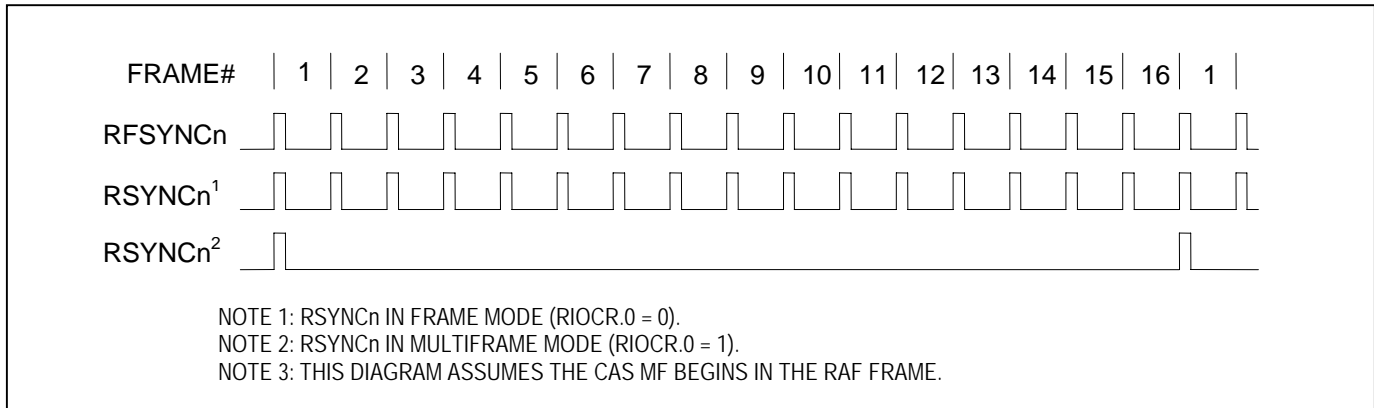 FRAME# 1 2 3 4 5 6 7 8 9 10 11 12 13 14 15 16 1
RFSYNCn
RSYNCn¹
RSYNCn²
NOTE 1: RSYNCn IN FRAME MODE (RIOCR.0 = 0).
NOTE 2: RSYNCn IN MULTIFRAME MODE (RIOCR.0 = 1).
NOTE 3: THIS DIAGRAM ASSUMES THE CAS MF BEGINS IN THE RAF FRAME.